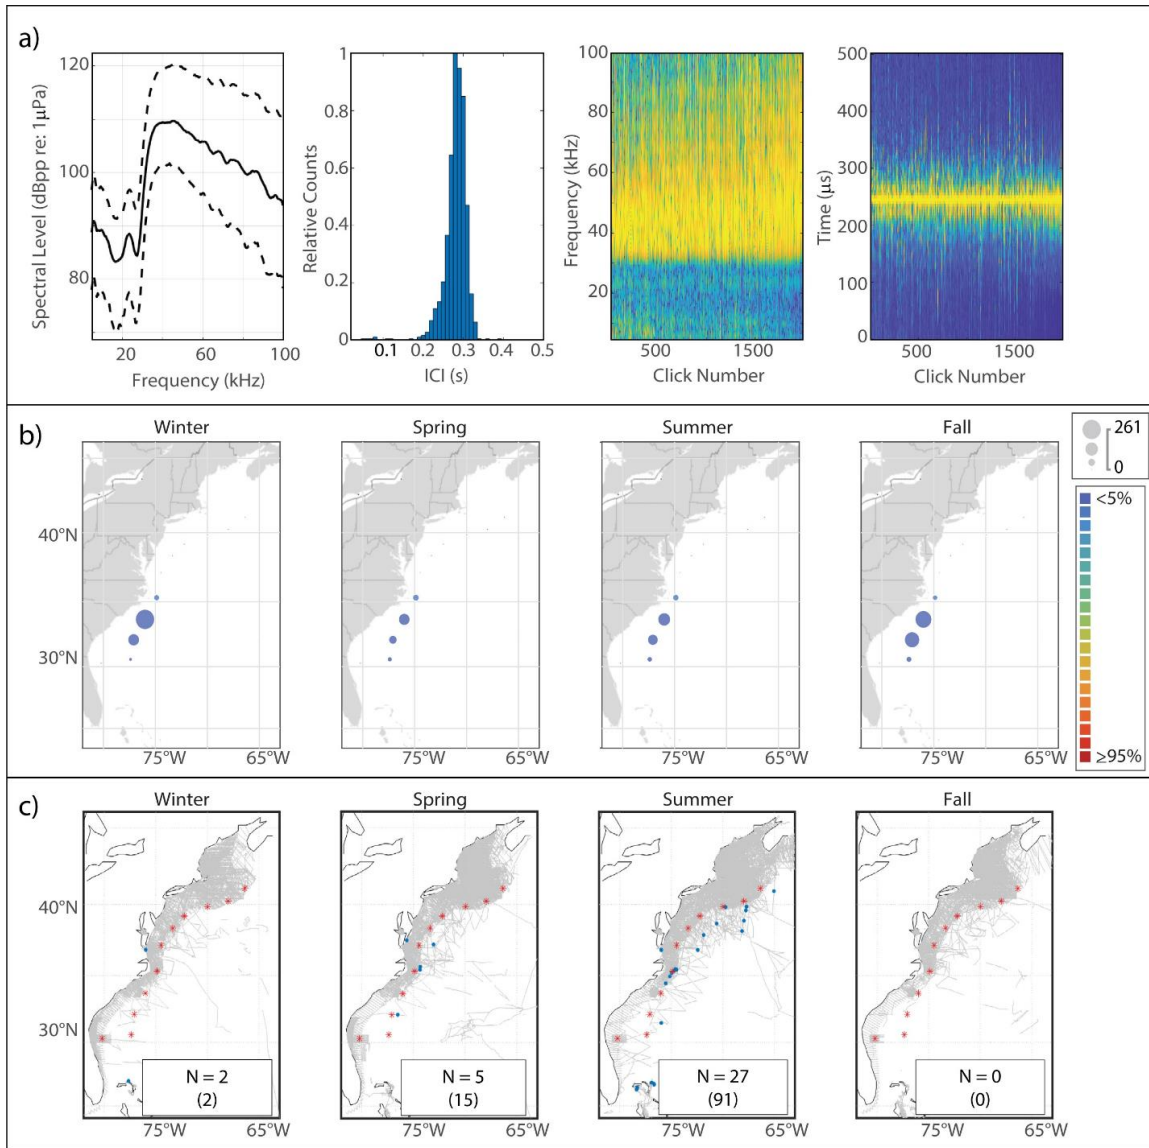 a)
120
100
80
Spectral Level (dBpp re: 1μPa)
20
60
100
Frequency (kHz)
1
0.8
0.6
0.4
0.2
0
Relative Counts
0.1
0.2
0.3
0.4
0.5
ICI (s)
100
80
60
40
20
Frequency (kHz)
500
1500
Click Number
500
400
300
200
100
0
Time (μs)
500
1500
Click Number
b)
Winter
Spring
Summer
Fall
261
0
<5%
≥95%
40°N
30°N
75°W
65°W
75°W
65°W
75°W
65°W
75°W
65°W
c)
Winter
Spring
Summer
Fall
40°N
30°N
N = 2
(2)
N = 5
(15)
N = 27
(91)
N = 0
(0)
75°W
65°W
75°W
65°W
75°W
65°W
75°W
65°W